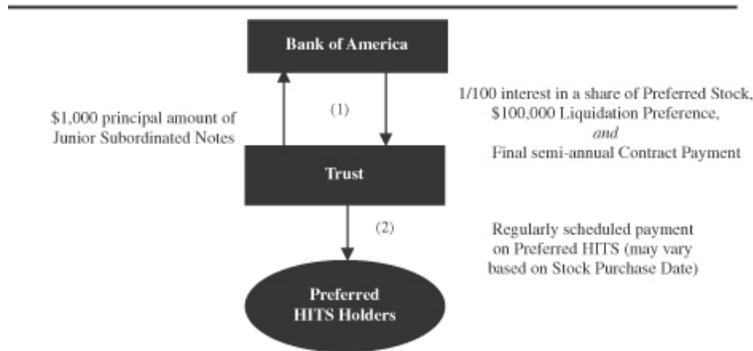 Bank of America
$1,000 principal amount of
Junior Subordinated Notes
(1)
1/100 interest in a share of Preferred Stock,
$100,000 Liquidation Preference,
and
Final semi-annual Contract Payment
Trust
(2)
Regularly scheduled payment
on Preferred HITS (may vary
based on Stock Purchase Date)
Preferred
HITS Holders